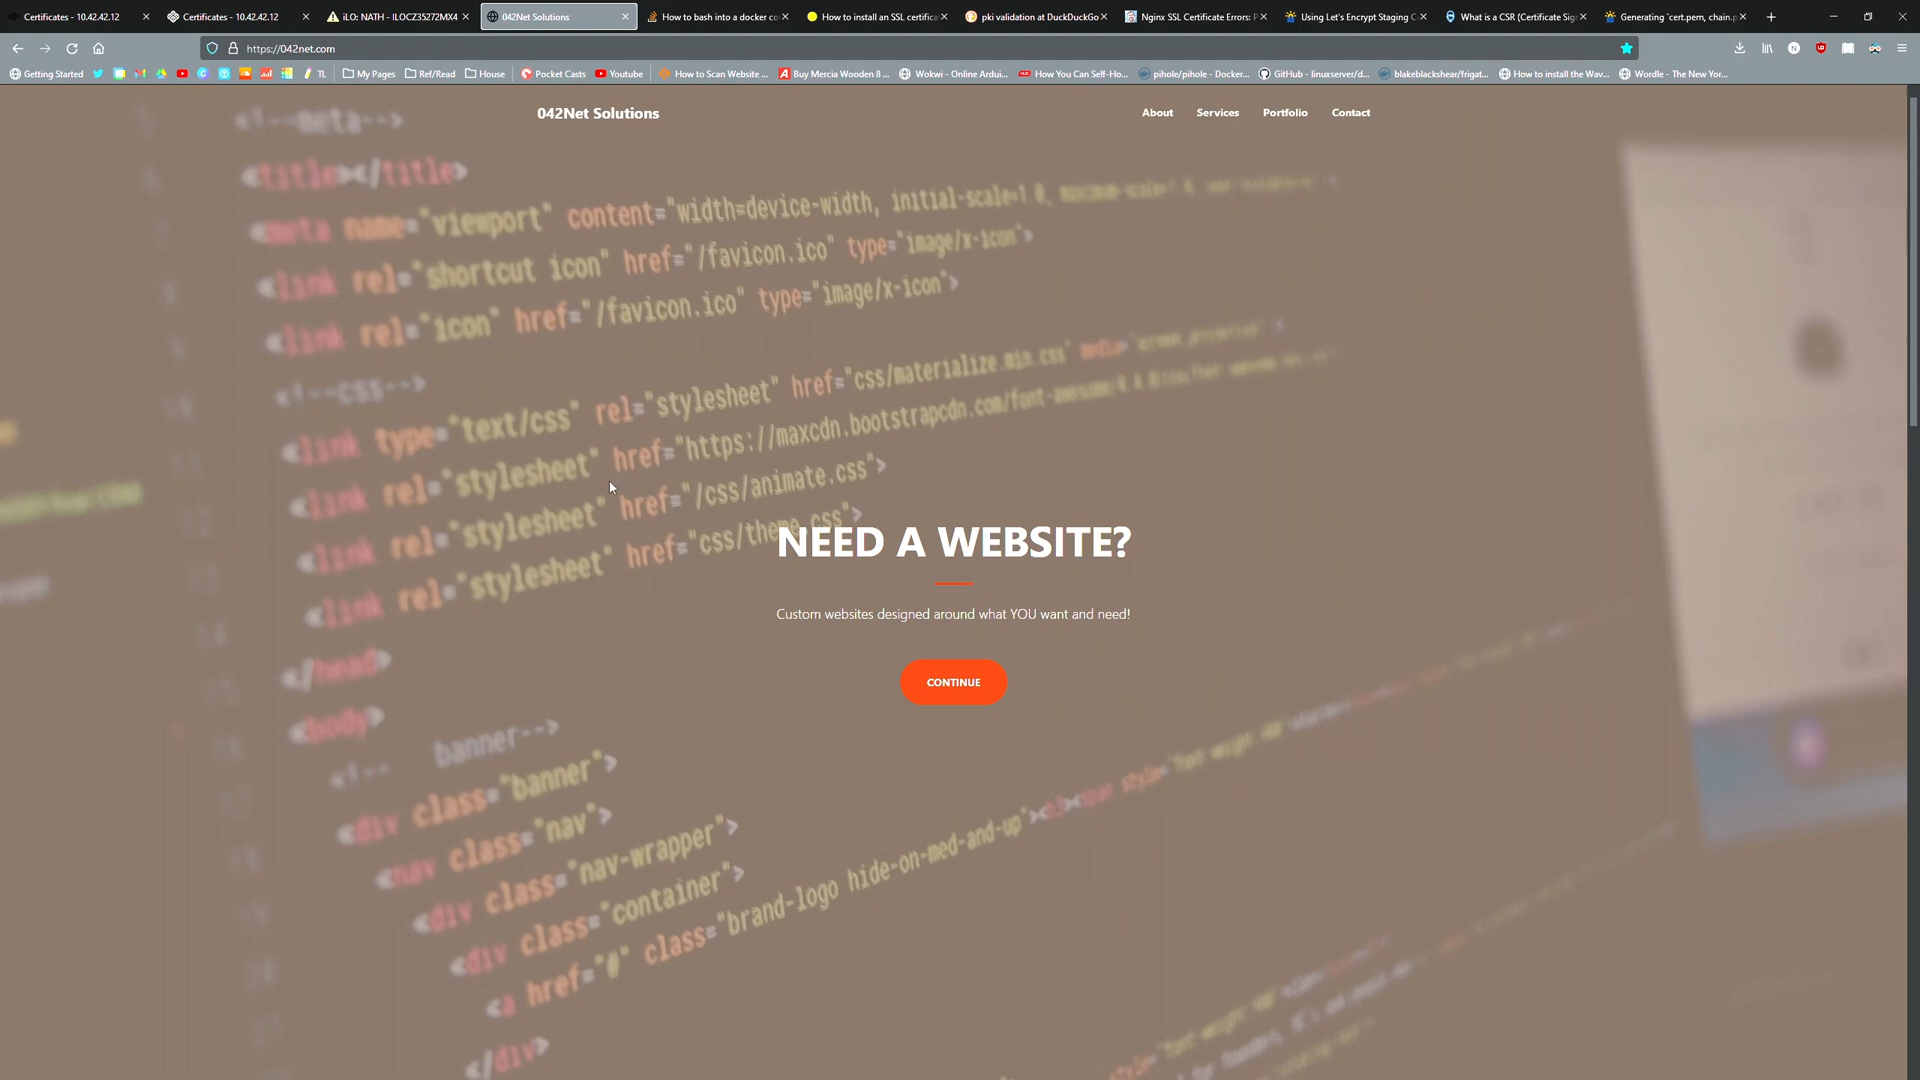 Certificates - 10.42.42.12
Certificates - 10.42.42.12
iLO: NATH - ILOCZ35272MX4
042Net Solutions
How to bash into a docker co
How to install an SSL certifica
pki validation at DuckDuckGo
Nginx SSL Certificate Errors: P
Using Let's Encrypt Staging C
What is a CSR (Certificate Sig
Generating `cert.pem, chain.p
https://042net.com
Getting Started
TL
My Pages
Ref/Read
House
Pocket Casts
Youtube
How to Scan Website ...
Buy Mercia Wooden 8 ...
Wokwi - Online Ardui...
How You Can Self-Ho...
pihole/pihole - Docker...
GitHub - linuxserver/d...
blakeblackshear/frigat...
How to install the Wav...
Wordle - The New Yor...
042Net Solutions
About
Services
Portfolio
Contact
<!--meta-->
<title></title>
<meta name="viewport" content="width=device-width, initial-scale=1.0, maximum-scale=1.0,
<link rel="shortcut icon" href="/favicon.ico" type="image/x-icon">
<link rel="icon" href="/favicon.ico" type="image/x-icon">
<!--css-->
<link type="text/css" rel="stylesheet" href="css/materialize.min.css"
<link rel="stylesheet" href="https://maxcdn.bootstrapcdn.com/font-awesome/
<link rel="stylesheet" href="/css/animate.css">
<link rel="stylesheet" href="css/theme.css">
NEED A WEBSITE?
Custom websites designed around what YOU want and need!
CONTINUE
</head>
<body>
<!-- banner-->
<div class="banner">
<nav class="nav">
<div class="nav-wrapper">
<div class="container">
<a href="#" class="brand-logo hide-on-med-and-up"><h3><span style="font-weight
</div>